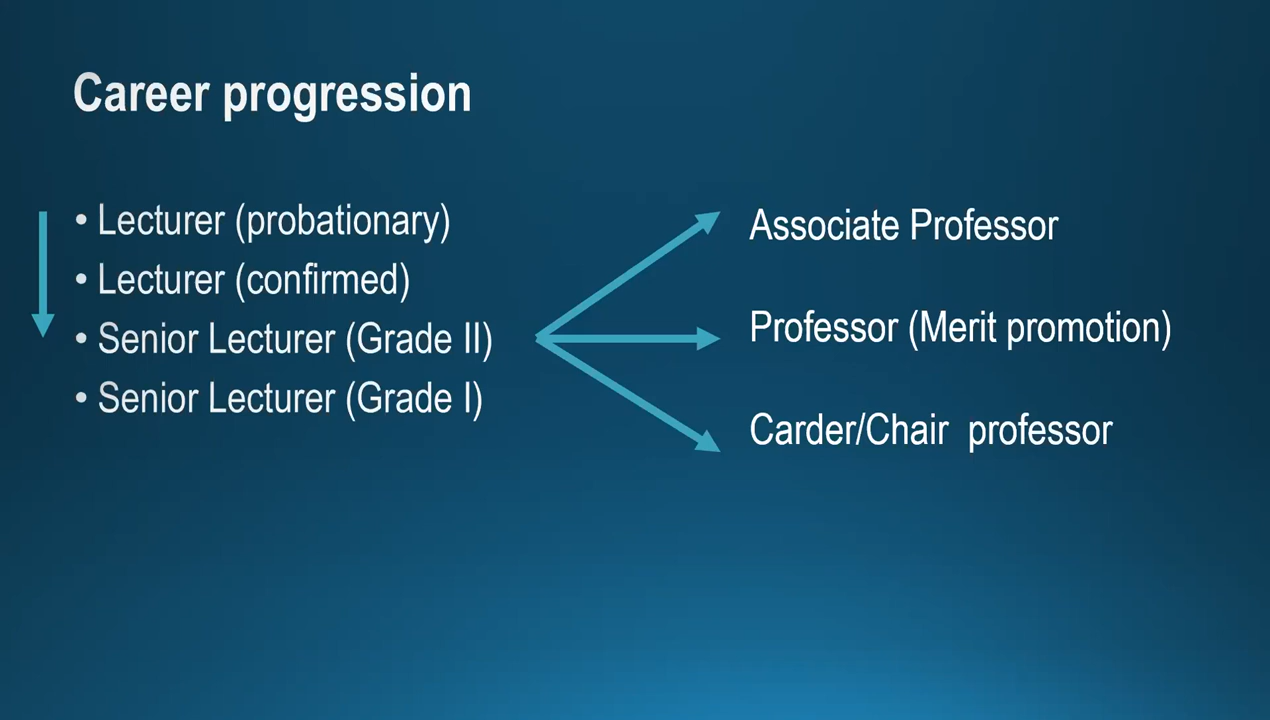 Career progression
• Lecturer (probationary)
• Lecturer (confirmed)
• Senior Lecturer (Grade II)
• Senior Lecturer (Grade I)
Associate Professor
Professor (Merit promotion)
Carder/Chair professor